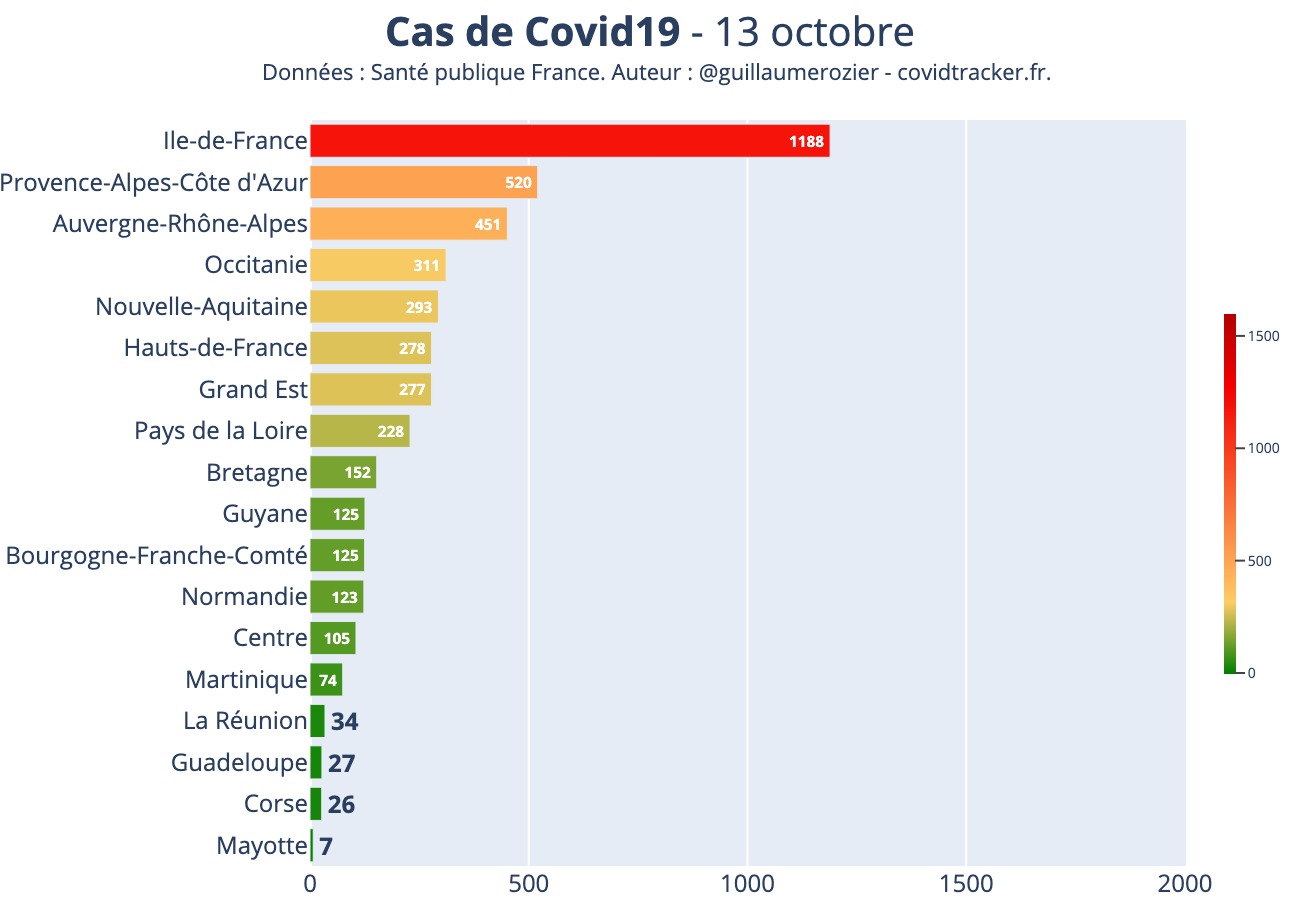 Cas de Covid19 - 13 octobre
Données : Santé publique France. Auteur : @guillaumerozier - covidtracker.fr.
Ile-de-France 1188
Provence-Alpes-Côte d'Azur 520
Auvergne-Rhône-Alpes 451
Occitanie 311
Nouvelle-Aquitaine 293
Hauts-de-France 278
Grand Est 277
Pays de la Loire 228
Bretagne 152
Guyane 125
Bourgogne-Franche-Comté 125
Normandie 123
Centre 105
Martinique 74
La Réunion 34
Guadeloupe 27
Corse 26
Mayotte 7
0 500 1000 1500 2000
1500
1000
500
0